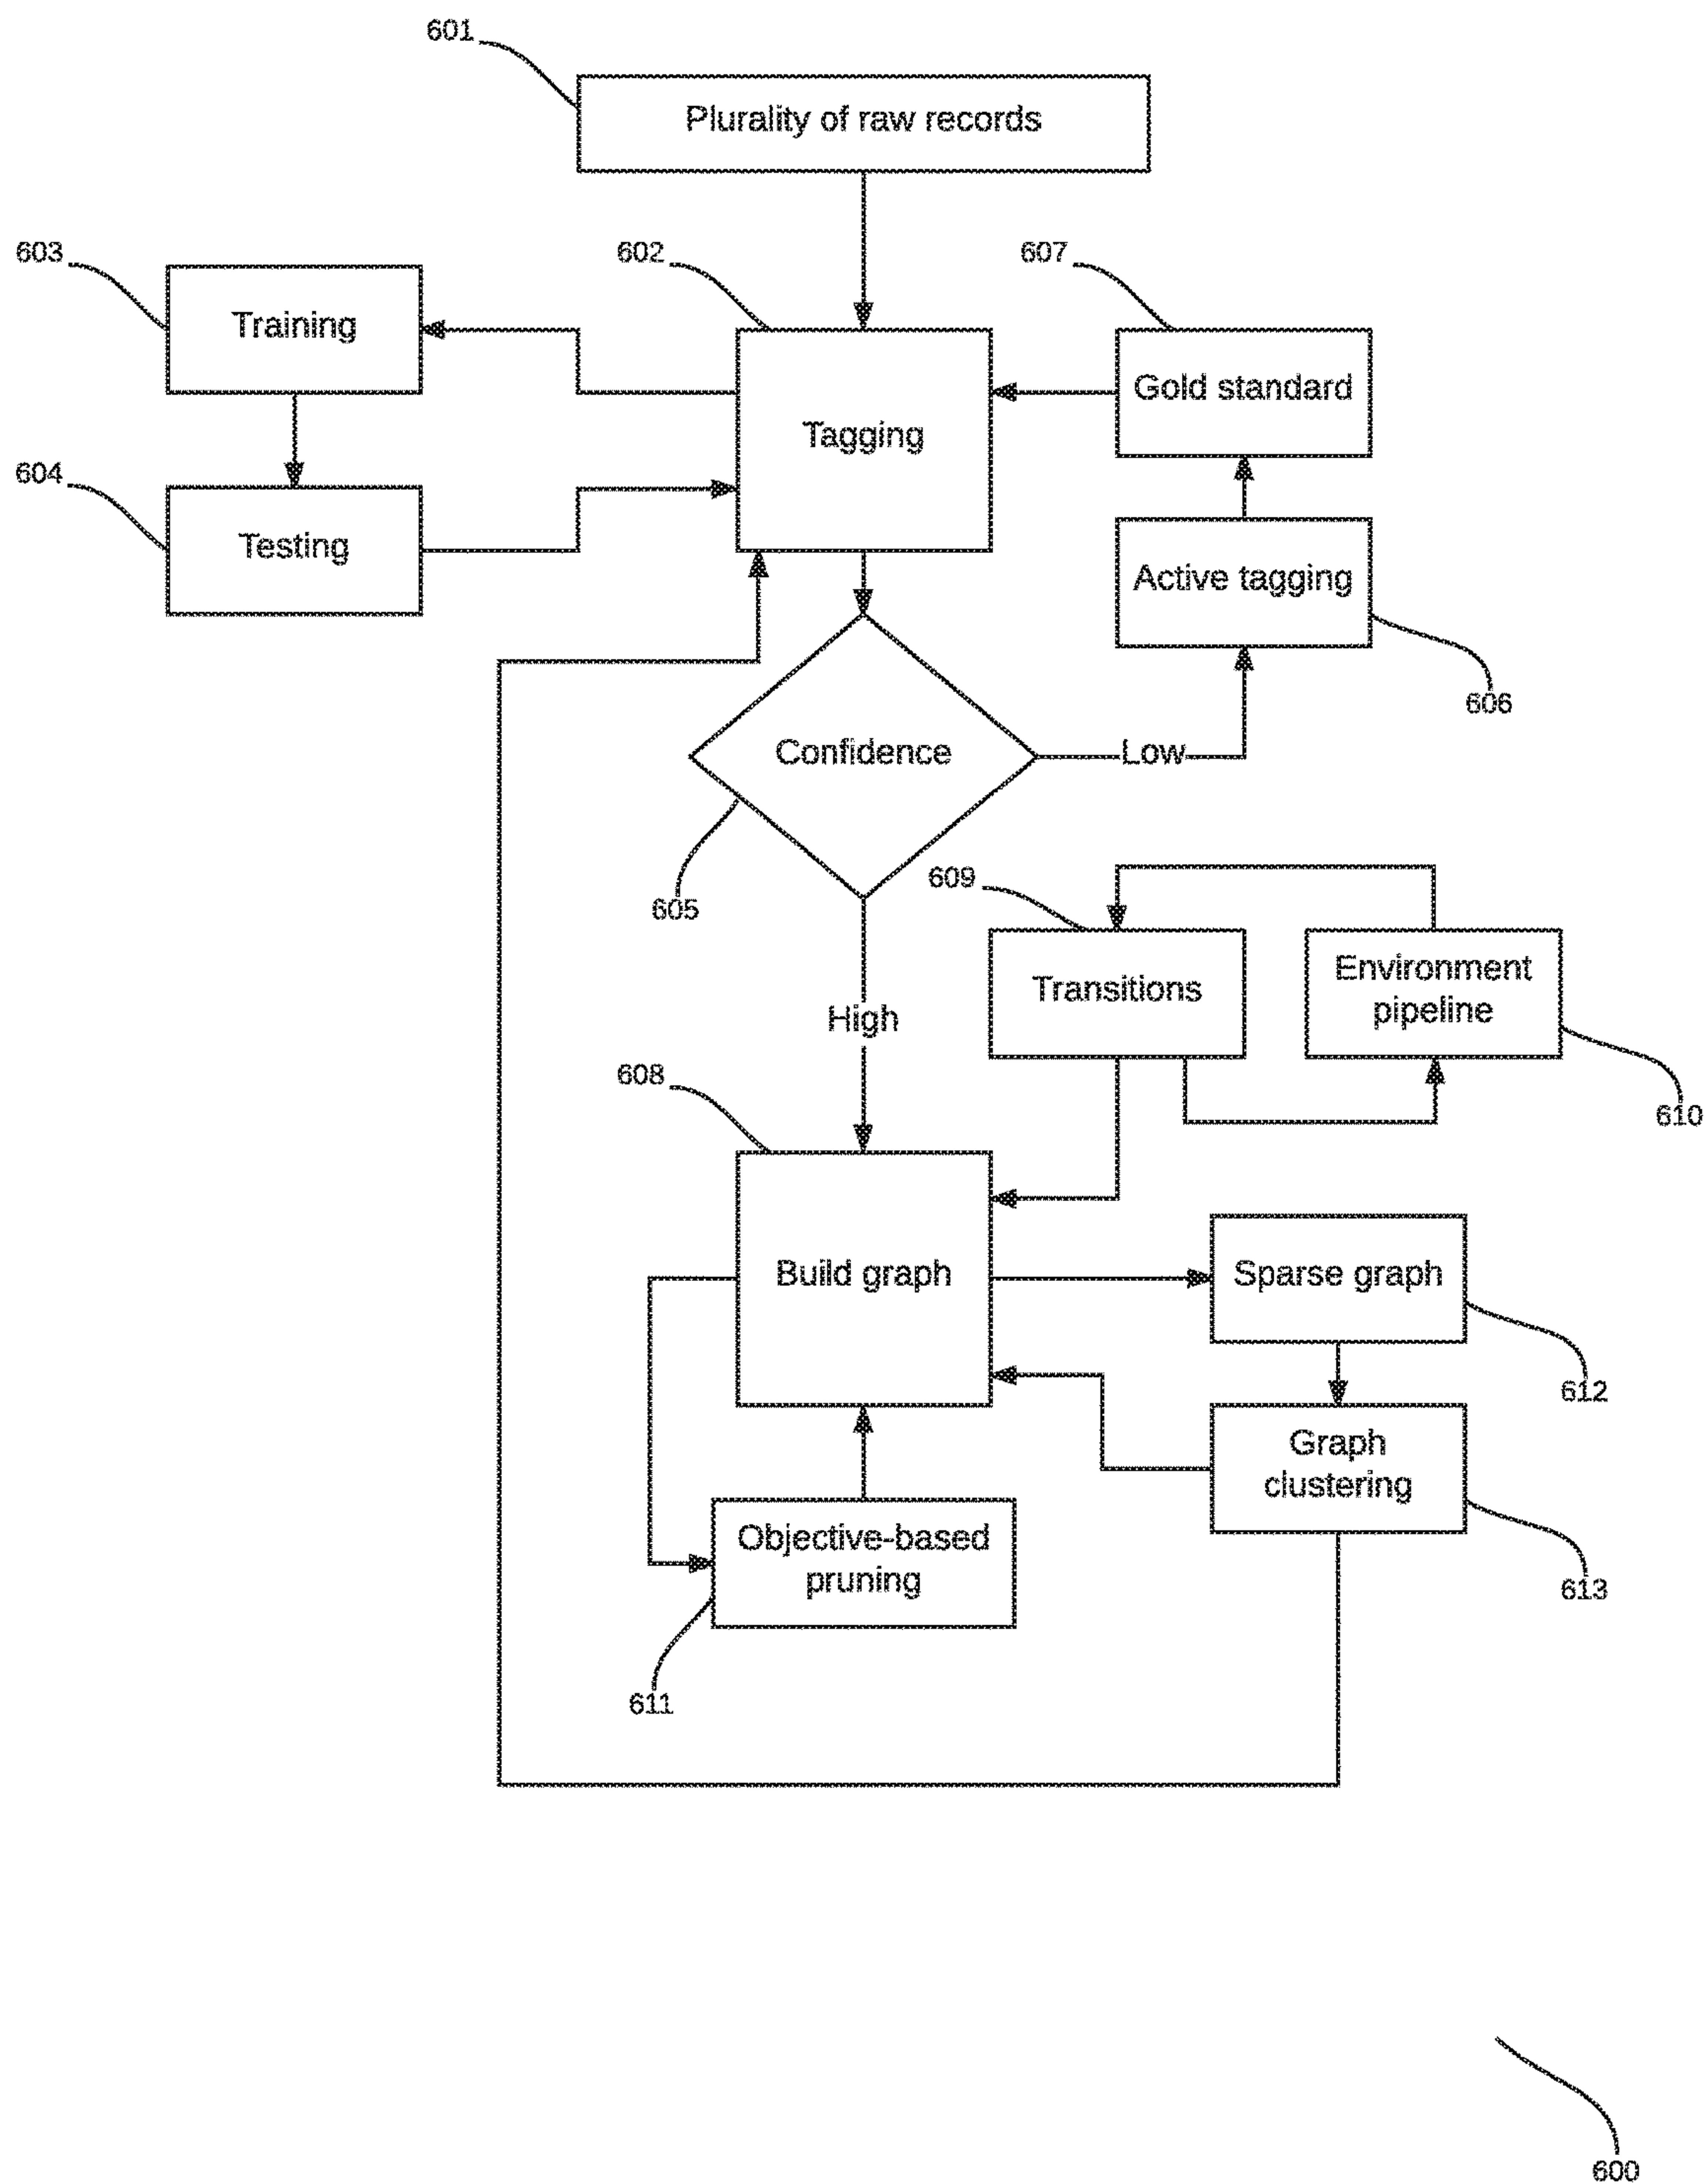 601
Plurality of raw records
603
602
607
Training
Gold standard
Tagging
604
Testing
Active tagging
606
Confidence
Low
605
609
Transitions
Environment
pipeline
High
608
610
Build graph
Sparse graph
612
Graph
clustering
Objective-based
pruning
613
611
600